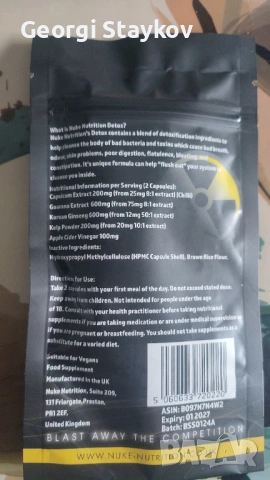 Georgi Staykov
What is Nuke Nutrition Detox?
Nuke Nutrition's Detox contains a blend of detoxification ingredients to
help cleanse the body of bad bacteria and toxins which cause bad breath,
odour, skin problems, poor digestion, flatulence, bloating, and
constipation. It's unique formula can help "flush out" your system and
cleanse you inside.
Nutritional Information per Serving (2 Capsules):
Capsicum Extract 200mg (from 25mg 8:1 extract) (Chilli)
Guarana Extract 600mg (from 75mg 8:1 extract)
Korean Ginseng 600mg (from 12mg 50:1 extract)
Kelp Powder 200mg (from 20mg 10:1 extract)
Apple Cider Vinegar 100mg
Inactive Ingredients:
Hydroxypropyl Methylcellulose (HPMC Capsule Shell), Brown Rice Flour.
Directions for Use:
Take 2 capsules with your first meal of the day. Do not exceed stated dose.
Keep away from children. Not intended for people under the age
of 18. Consult with your health practitioner before taking nutritional
supplements if you are taking medication or are under medical supervision or
if you are pregnant or breastfeeding. You should not take supplements as a
substitute for a varied diet.
Suitable for Vegans
Food Supplement
Manufactured in the UK
Nuke Nutrition, Suite 209,
131 Friargate, Preston,
PR1 2EF,
United Kingdom
5 060633 720220
ASIN: B097N7N4W2
Expiry: 01 2027
Batch: BSS0124A
BLAST AWAY THE COMPETITION
WWW.NUKE-NUTRITION